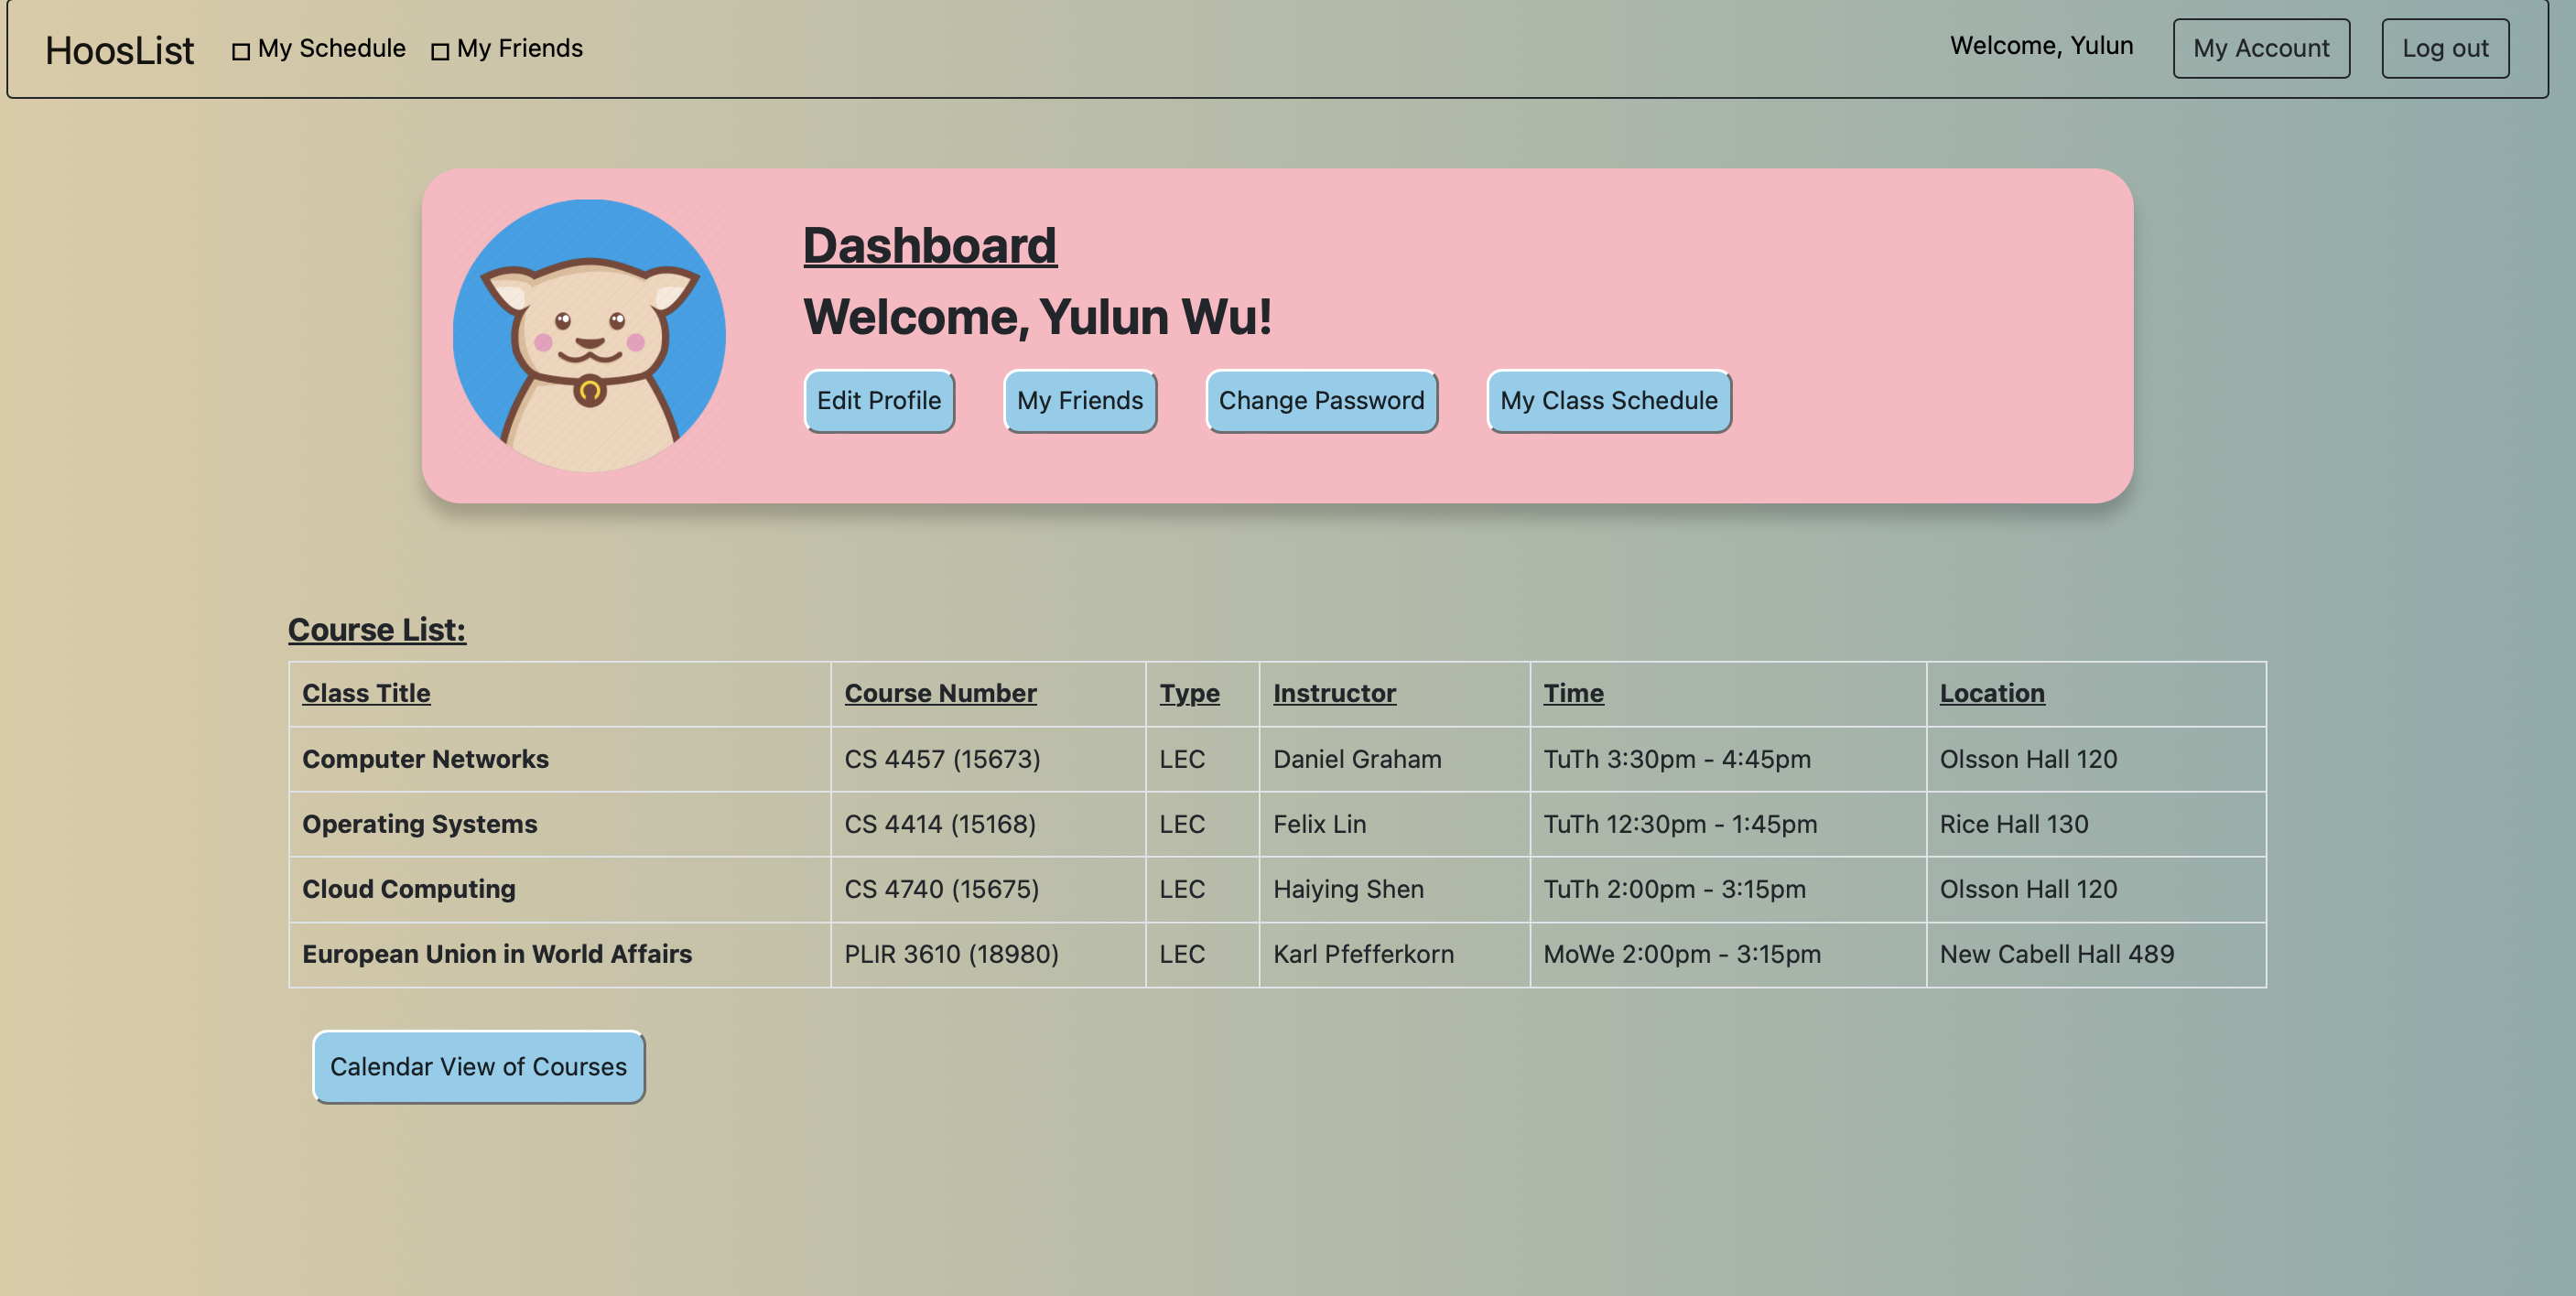 HoosList My Schedule My Friends Welcome, Yulun My Account Log out
Dashboard
Welcome, Yulun Wu!
Edit Profile My Friends Change Password My Class Schedule
Course List:
Class Title Course Number Type Instructor Time Location
Computer Networks CS 4457 (15673) LEC Daniel Graham TuTh 3:30pm - 4:45pm Olsson Hall 120
Operating Systems CS 4414 (15168) LEC Felix Lin TuTh 12:30pm - 1:45pm Rice Hall 130
Cloud Computing CS 4740 (15675) LEC Haiying Shen TuTh 2:00pm - 3:15pm Olsson Hall 120
European Union in World Affairs PLIR 3610 (18980) LEC Karl Pfefferkorn MoWe 2:00pm - 3:15pm New Cabell Hall 489
Calendar View of Courses